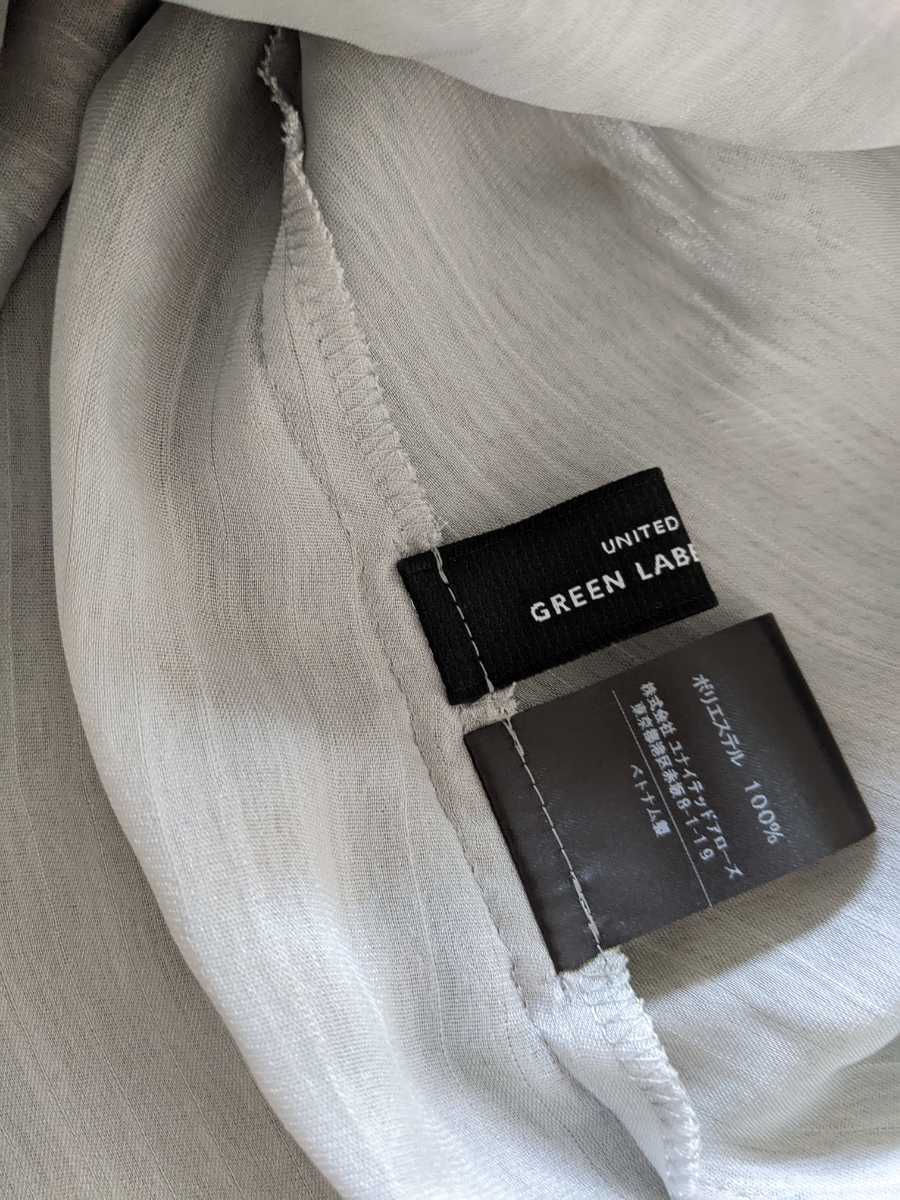 UNITED
GREEN LABE
ポリエステル 100%
株式会社 ユナイテッドアローズ
東京都港区赤坂8-1-19
ベトナム製